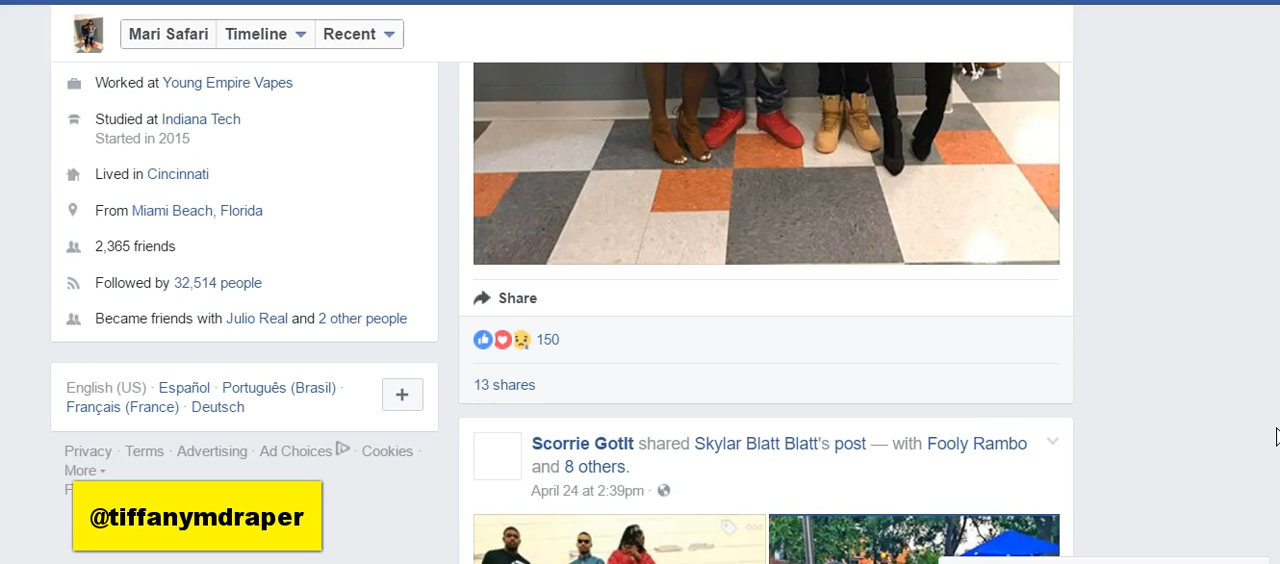 Mari Safari Timeline Recent
Worked at Young Empire Vapes
Studied at Indiana Tech
Started in 2015
Lived in Cincinnati
From Miami Beach, Florida
2,365 friends
Followed by 32,514 people
Became friends with Julio Real and 2 other people
English (US) · Español · Português (Brasil) ·
Français (France) · Deutsch
+
Privacy · Terms · Advertising · Ad Choices · Cookies ·
More
@tiffanymdraper
Share
150
13 shares
Scorrie GotIt shared Skylar Blatt Blatt's post — with Fooly Rambo
and 8 others.
April 24 at 2:39pm ·